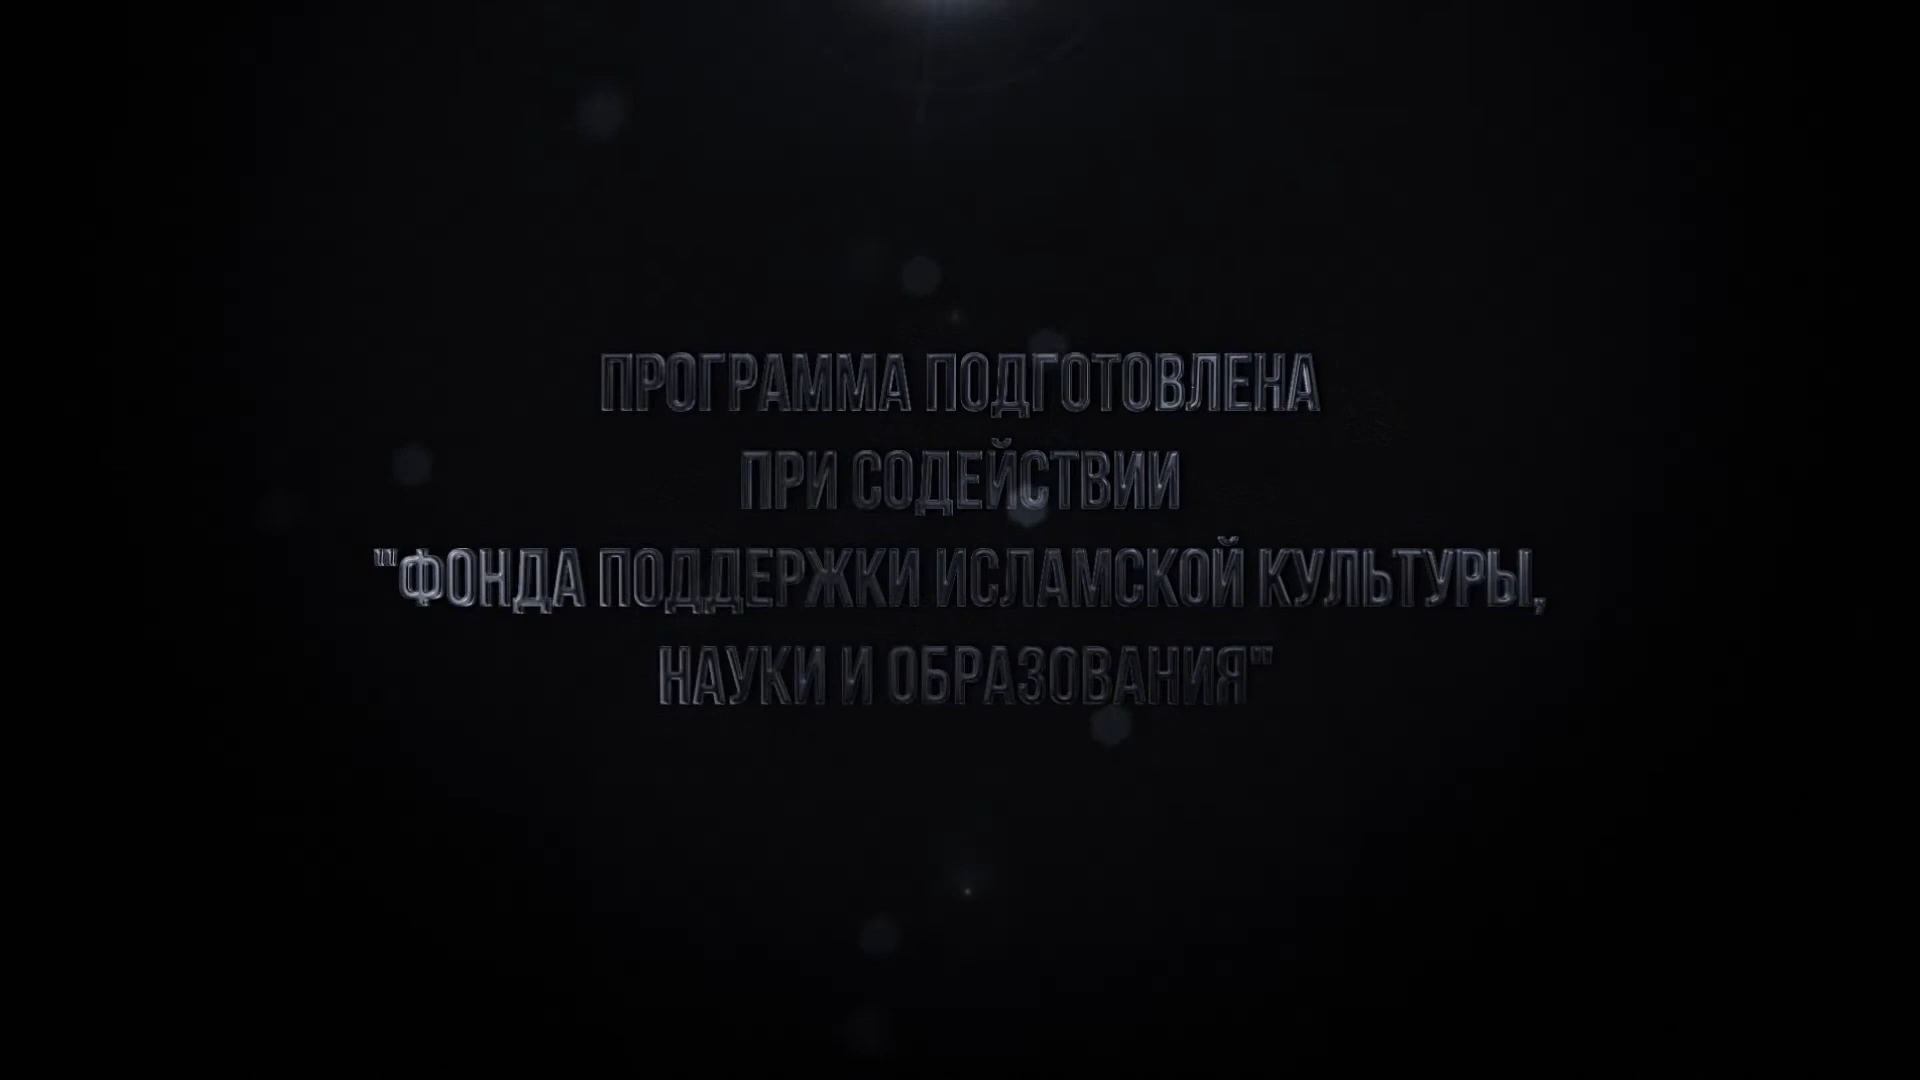 ПРОГРАММА ПОДГОТОВЛЕНА
ПРИ СОДЕЙСТВИИ
"ФОНДА ПОДДЕРЖКИ ИСЛАМСКОЙ КУЛЬТУРЫ,
НАУКИ И ОБРАЗОВАНИЯ"